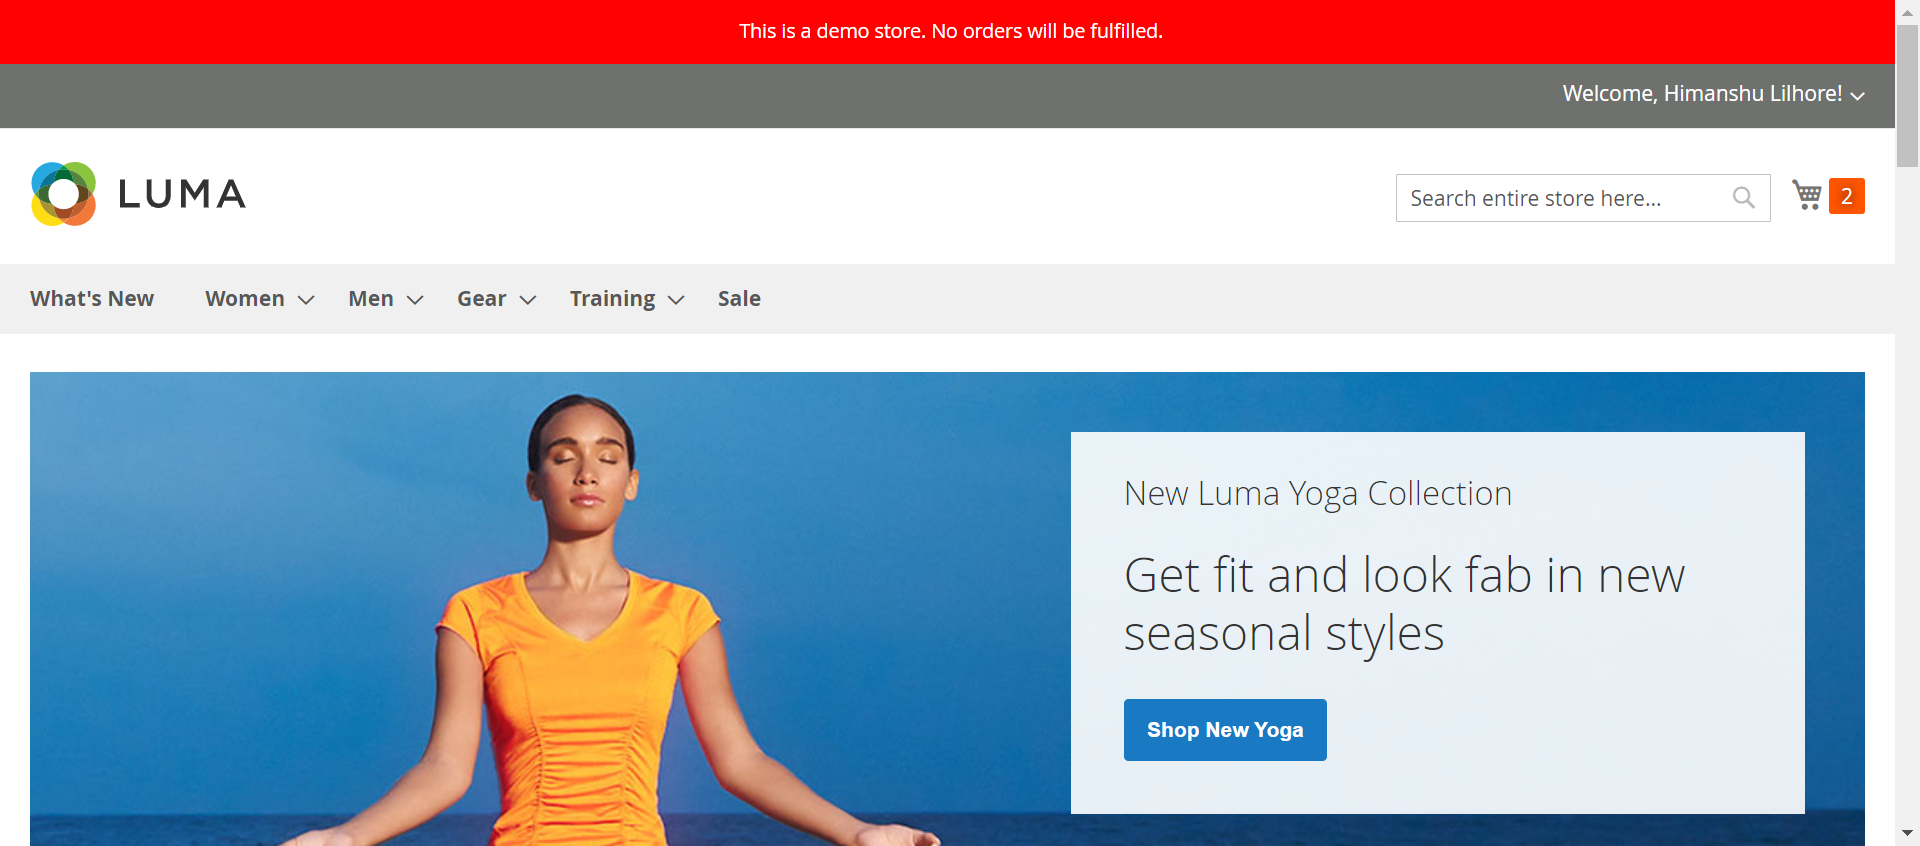 This is a demo store. No orders will be fulfilled.
Welcome, Himanshu Lilhore!
LUMA
Search entire store here...
2
What's New Women Men Gear Training Sale
New Luma Yoga Collection
Get fit and look fab in new
seasonal styles
Shop New Yoga